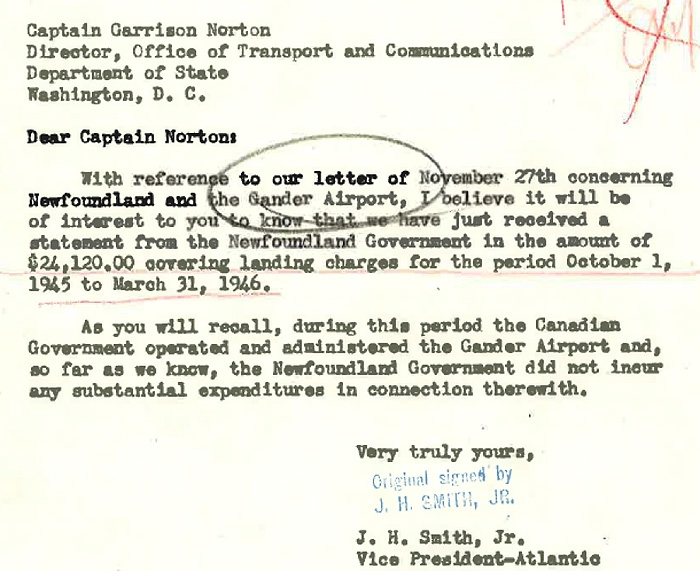 Captain Garrison Norton
Director, Office of Transport and Communications
Department of State
Washington, D. C.
Dear Captain Norton:
With reference to our letter of November 27th concerning
Newfoundland and the Gander Airport, I believe it will be
of interest to you to know that we have just received a
statement from the Newfoundland Government in the amount of
$24,120.00 covering landing charges for the period October 1,
1945 to March 31, 1946.
As you will recall, during this period the Canadian
Government operated and administered the Gander Airport and,
so far as we know, the Newfoundland Government did not incur
any substantial expenditures in connection therewith.
Very truly yours,
Original signed by
J. H. SMITH, JR.
J. H. Smith, Jr.
Vice President-Atlantic